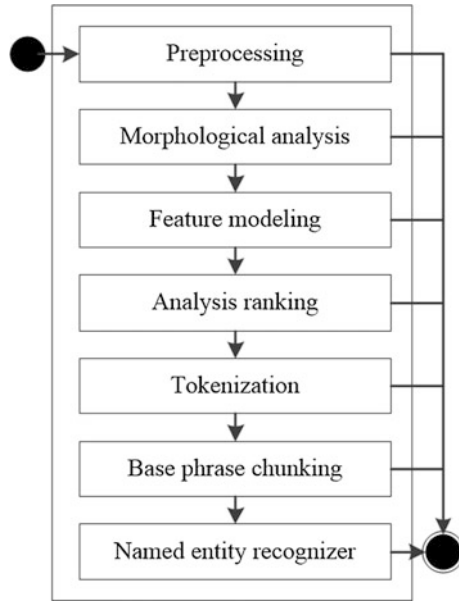 Preprocessing
Morphological analysis
Feature modeling
Analysis ranking
Tokenization
Base phrase chunking
Named entity recognizer